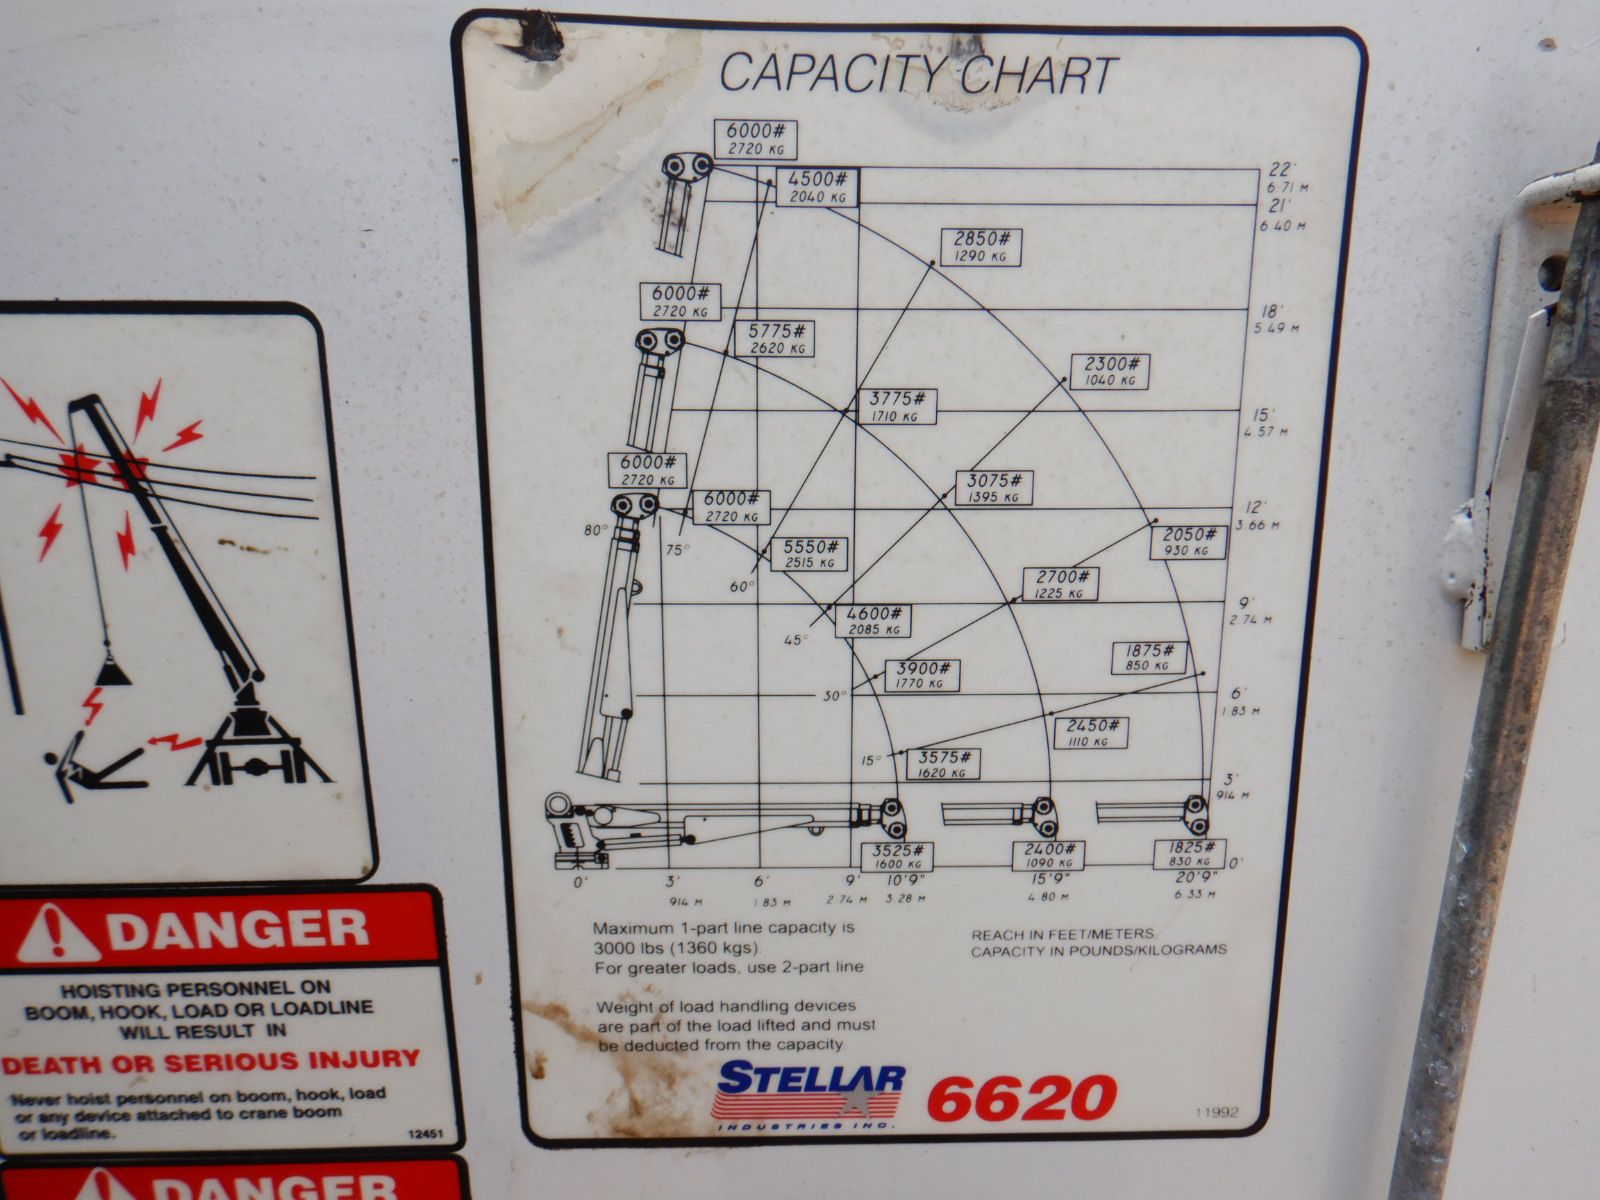 CAPACITY CHART
6000#
2720 KG
4500#
2040 KG
22'
6.71 M
21'
6.40 M
2850#
1290 KG
6000#
2720 KG
18'
5.49 M
5775#
2620 KG
2300#
1040 KG
3775#
1710 KG
15'
4.57 M
6000#
2720 KG
3075#
1395 KG
6000#
2720 KG
12'
3.66 M
80°
75°
2050#
930 KG
5550#
2515 KG
60°
2700#
1225 KG
9'
2.74 M
4600#
2085 KG
45°
1875#
850 KG
3900#
1770 KG
30°
6'
1.83 M
2450#
1110 KG
15°
3575#
1620 KG
3'
914 M
3525#
1600 KG
2400#
1090 KG
1825#
830 KG
0'
0' 3' 6' 9' 10'9" 15'9" 20'9"
914 M 1.83 M 2.74 M 3.28 M 4.80 M 6.33 M
Maximum 1-part line capacity is
3000 lbs (1360 kgs).
For greater loads, use 2-part line
REACH IN FEET/METERS
CAPACITY IN POUNDS/KILOGRAMS
Weight of load handling devices
are part of the load lifted and must
be deducted from the capacity
STELLAR
INDUSTRIES INC.
6620
11992
DANGER
HOISTING PERSONNEL ON
BOOM, HOOK, LOAD OR LOADLINE
WILL RESULT IN
DEATH OR SERIOUS INJURY
Never hoist personnel on boom, hook, load
or any device attached to crane boom
or loadline.
12451
DANGER